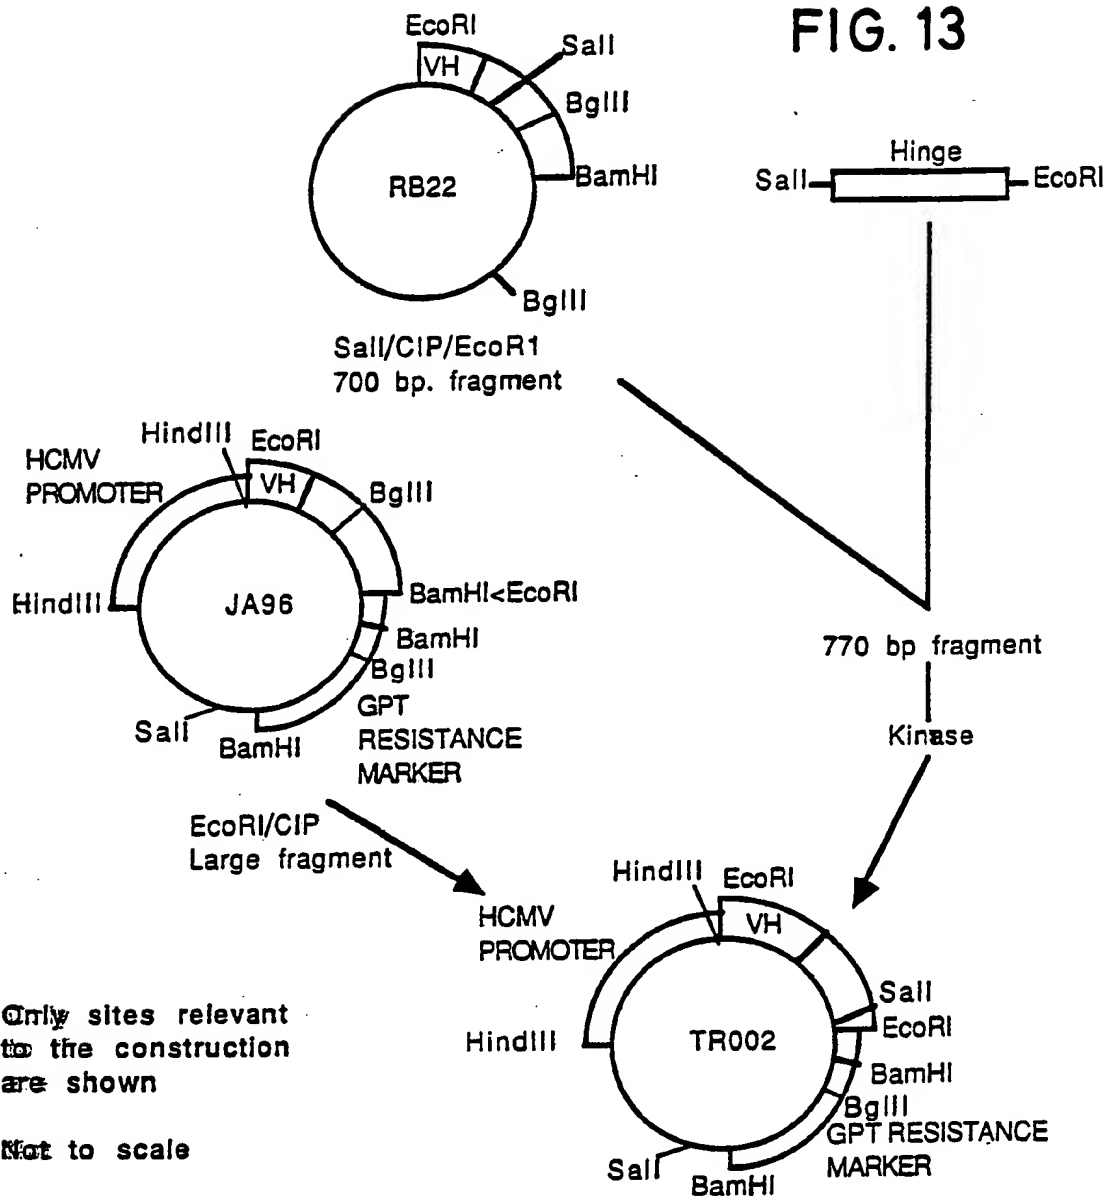 FIG. 13
EcoRI
VH
SalI
BglII
BamHI
RB22
BglII
Hinge
SalI
EcoRI
SalI/CIP/EcoR1
700 bp. fragment
HCMV
PROMOTER
HindIII
EcoRI
VH
BglII
HindIII
JA96
BamHI<EcoRI
BamHI
BglII
GPT
RESISTANCE
MARKER
SalI
BamHI
770 bp fragment
Kinase
EcoRI/CIP
Large fragment
HCMV
PROMOTER
HindIII
EcoRI
VH
SalI
EcoRI
HindIII
TR002
BamHI
BglII
GPT RESISTANCE
MARKER
SalI
BamHI
Only sites relevant
to the construction
are shown
Not to scale